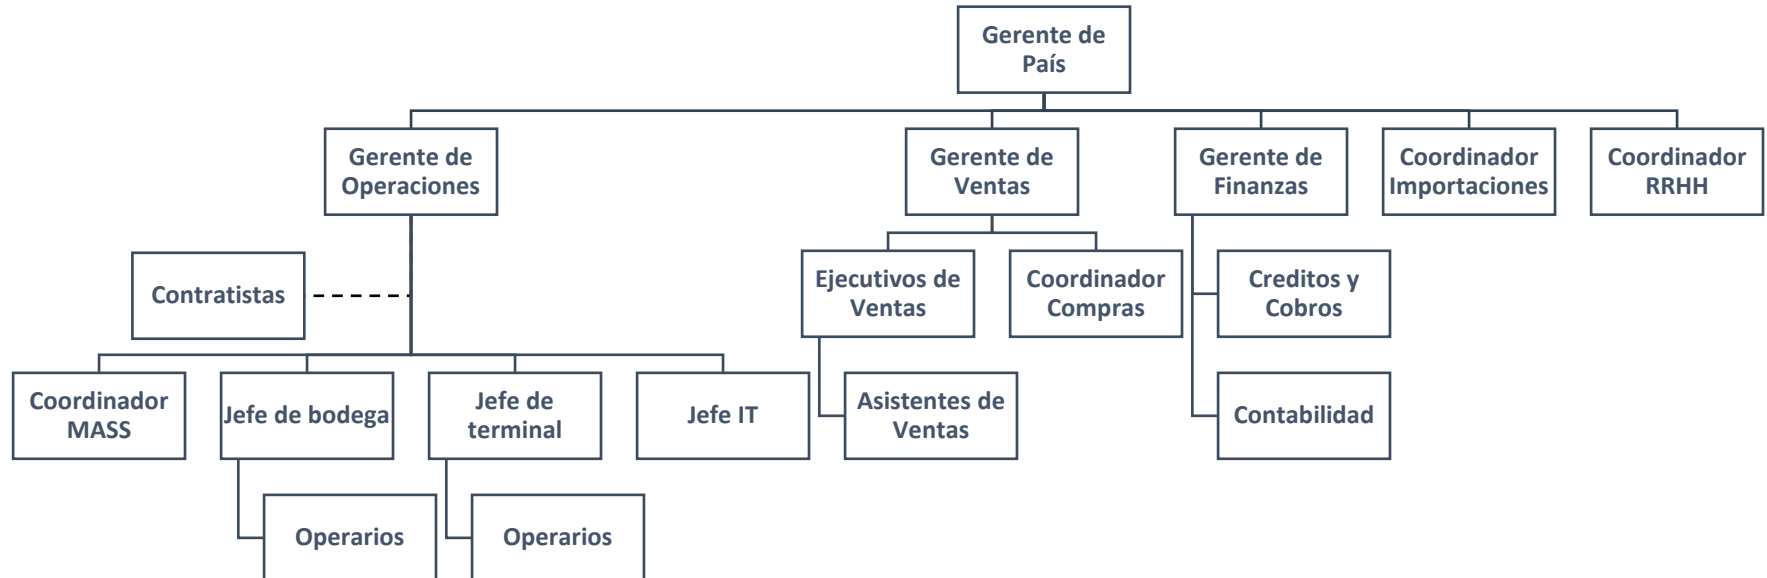 Gerente de
País
Gerente de
Operaciones
Gerente de
Ventas
Gerente de
Finanzas
Coordinador
Importaciones
Coordinador
RRHH
Contratistas
Ejecutivos de
Ventas
Coordinador
Compras
Creditos y
Cobros
Coordinador
MASS
Jefe de bodega
Jefe de
terminal
Jefe IT
Asistentes de
Ventas
Contabilidad
Operarios
Operarios